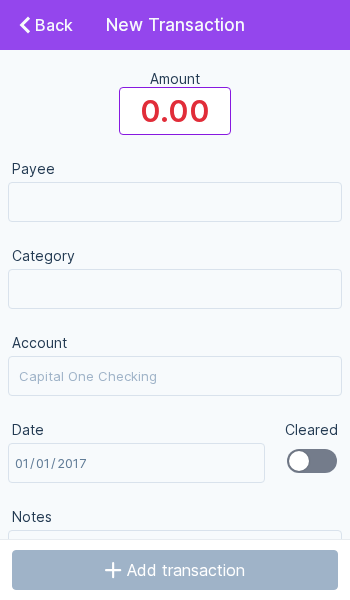 Back
New Transaction
Amount
0.00
Payee
Category
Account
Capital One Checking
Date
Cleared
01/01/2017
Notes
Add transaction